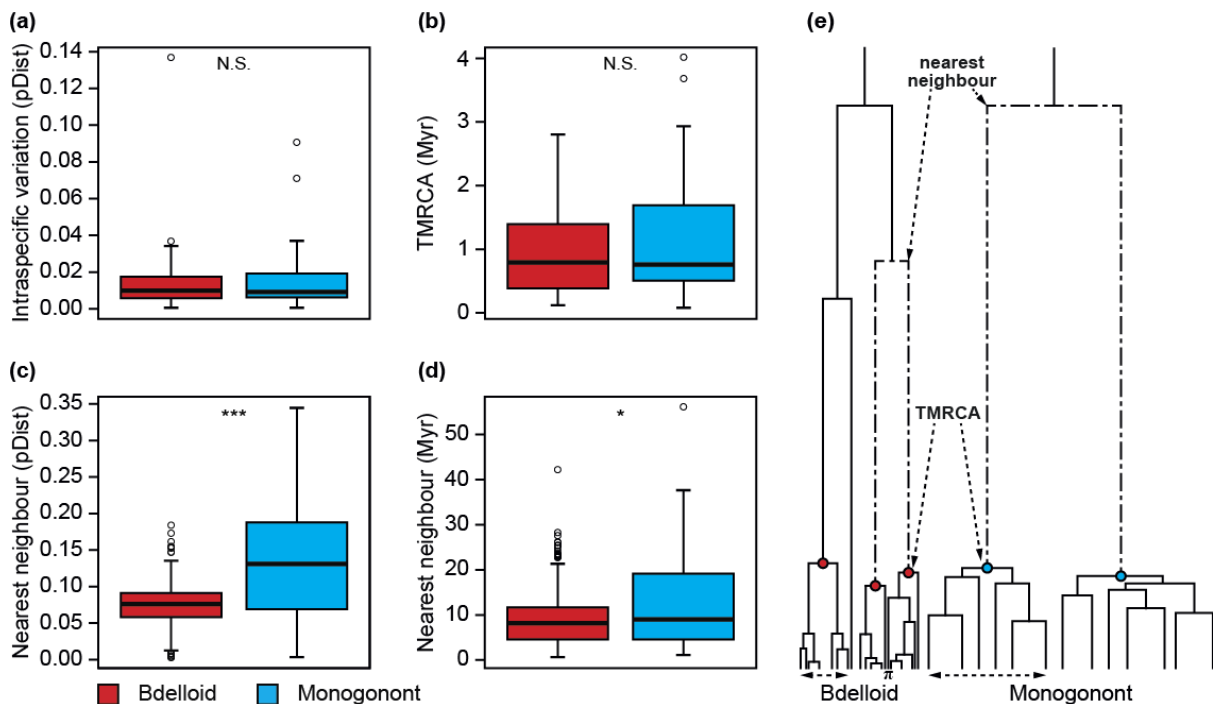 (a)
Intraspecific variation (pDist)
0.14
0.12
0.10
0.08
0.06
0.04
0.02
0.00
N.S.
(b)
TMRCA (Myr)
4
3
2
1
0
N.S.
(c)
Nearest neighbour (pDist)
0.35
0.30
0.25
0.20
0.15
0.10
0.05
0.00
***
(d)
Nearest neighbour (Myr)
50
40
30
20
10
0
*
Bdelloid
Monogonont
(e)
nearest
neighbour
TMRCA
π
Bdelloid
Monogonont